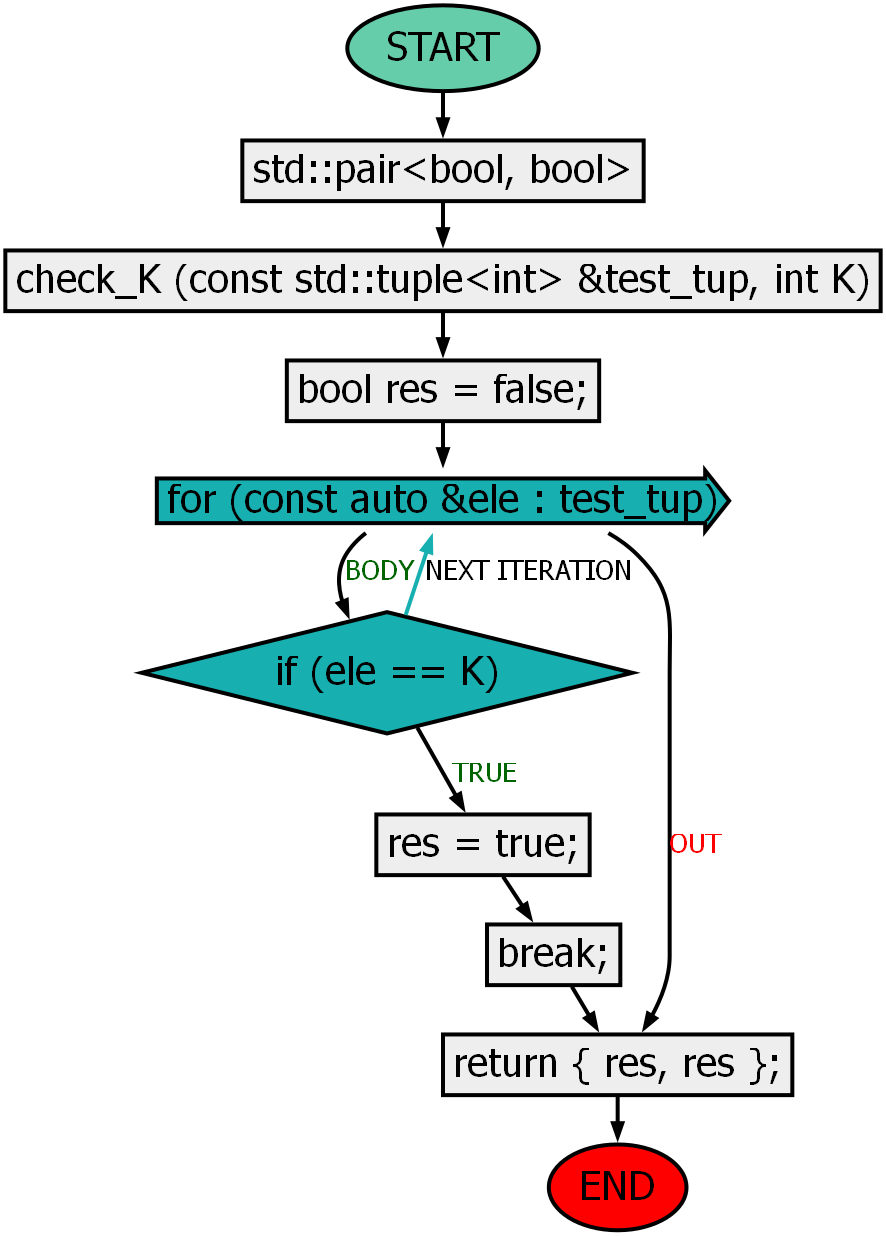 START
std::pair<bool, bool>
check_K (const std::tuple<int> &test_tup, int K)
bool res = false;
for (const auto &ele : test_tup)
BODY
NEXT ITERATION
if (ele == K)
TRUE
res = true;
OUT
break;
return { res, res };
END